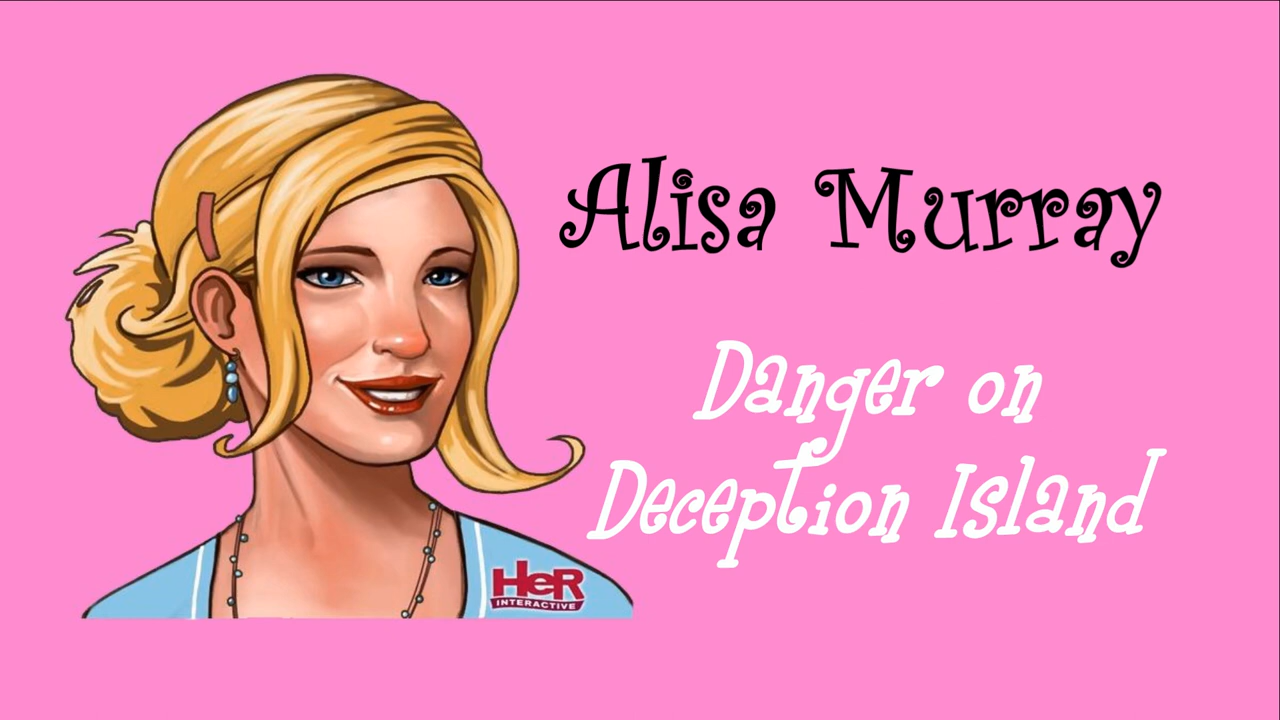 Alisa Murray
Danger on
Deception Island
HeR
INTERACTIVE